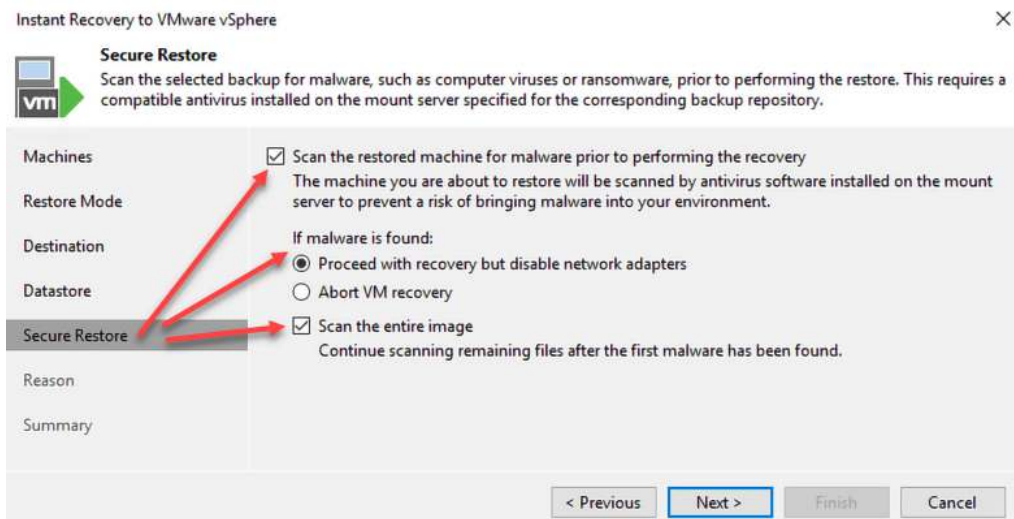 Instant Recovery to VMware vSphere
Secure Restore
Scan the selected backup for malware, such as computer viruses or ransomware, prior to performing the restore. This requires a
compatible antivirus installed on the mount server specified for the corresponding backup repository.
vm
Machines
Restore Mode
Destination
Datastore
Secure Restore
Reason
Summary
Scan the restored machine for malware prior to performing the recovery
The machine you are about to restore will be scanned by antivirus software installed on the mount
server to prevent a risk of bringing malware into your environment.
If malware is found:
Proceed with recovery but disable network adapters
Abort VM recovery
Scan the entire image
Continue scanning remaining files after the first malware has been found.
< Previous
Next >
Finish
Cancel